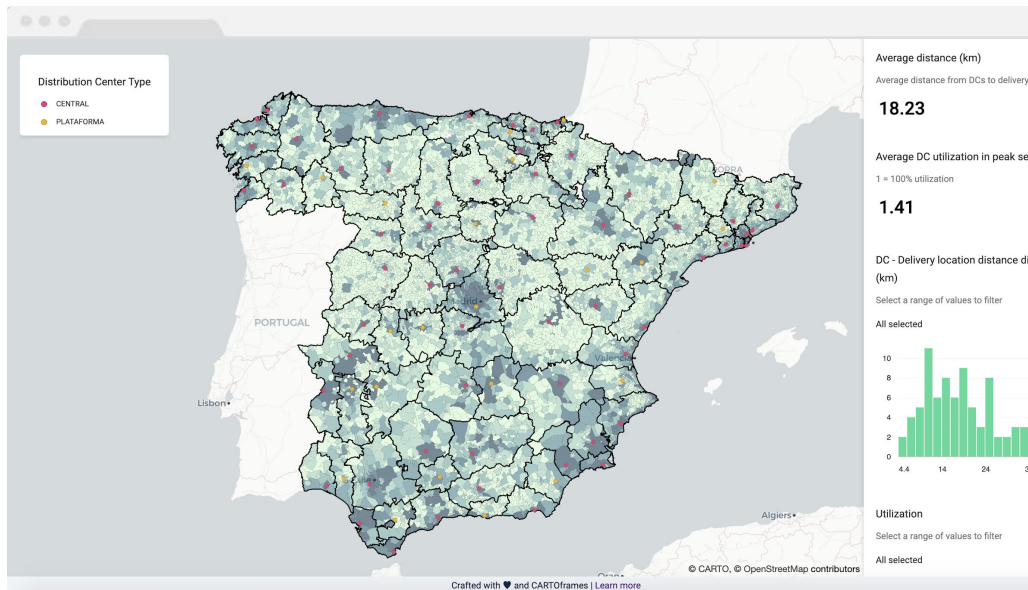 Distribution Center Type
CENTRAL
PLATAFORMA
PORTUGAL
Lisbon
Madrid
Valencia
Algiers
© CARTO, © OpenStreetMap contributors
Average distance (km)
Average distance from DCs to delivery
18.23
Average DC utilization in peak se
1 = 100% utilization
1.41
DC - Delivery location distance di
(km)
Select a range of values to filter
All selected
10
8
6
4
2
0
4.4 14 24 3
Utilization
Select a range of values to filter
All selected
Crafted with ♥ and CARTOframes | Learn more